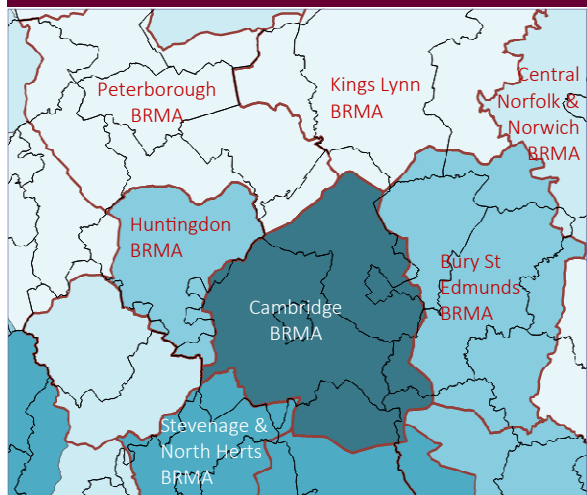 Peterborough
BRMA
Kings Lynn
BRMA
Central
Norfolk &
Norwich
BRMA
Huntingdon
BRMA
Bury St
Edmunds
BRMA
Cambridge
BRMA
Stevenage &
North Herts
BRMA